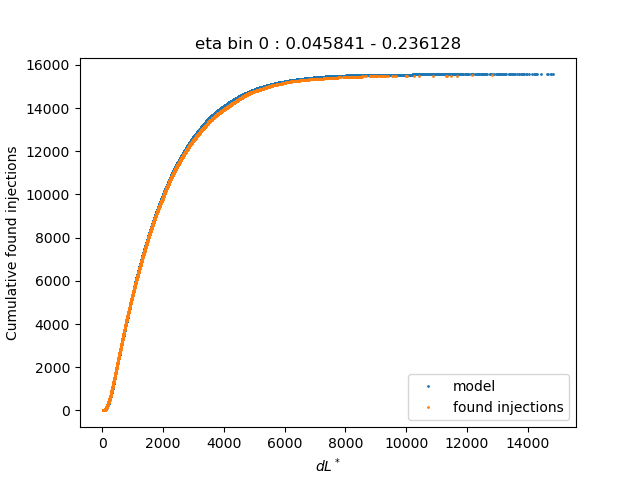 eta bin 0 : 0.045841 - 0.236128
Cumulative found injections
16000
14000
12000
10000
8000
6000
4000
2000
0
model
found injections
0 2000 4000 6000 8000 10000 12000 14000
dL*